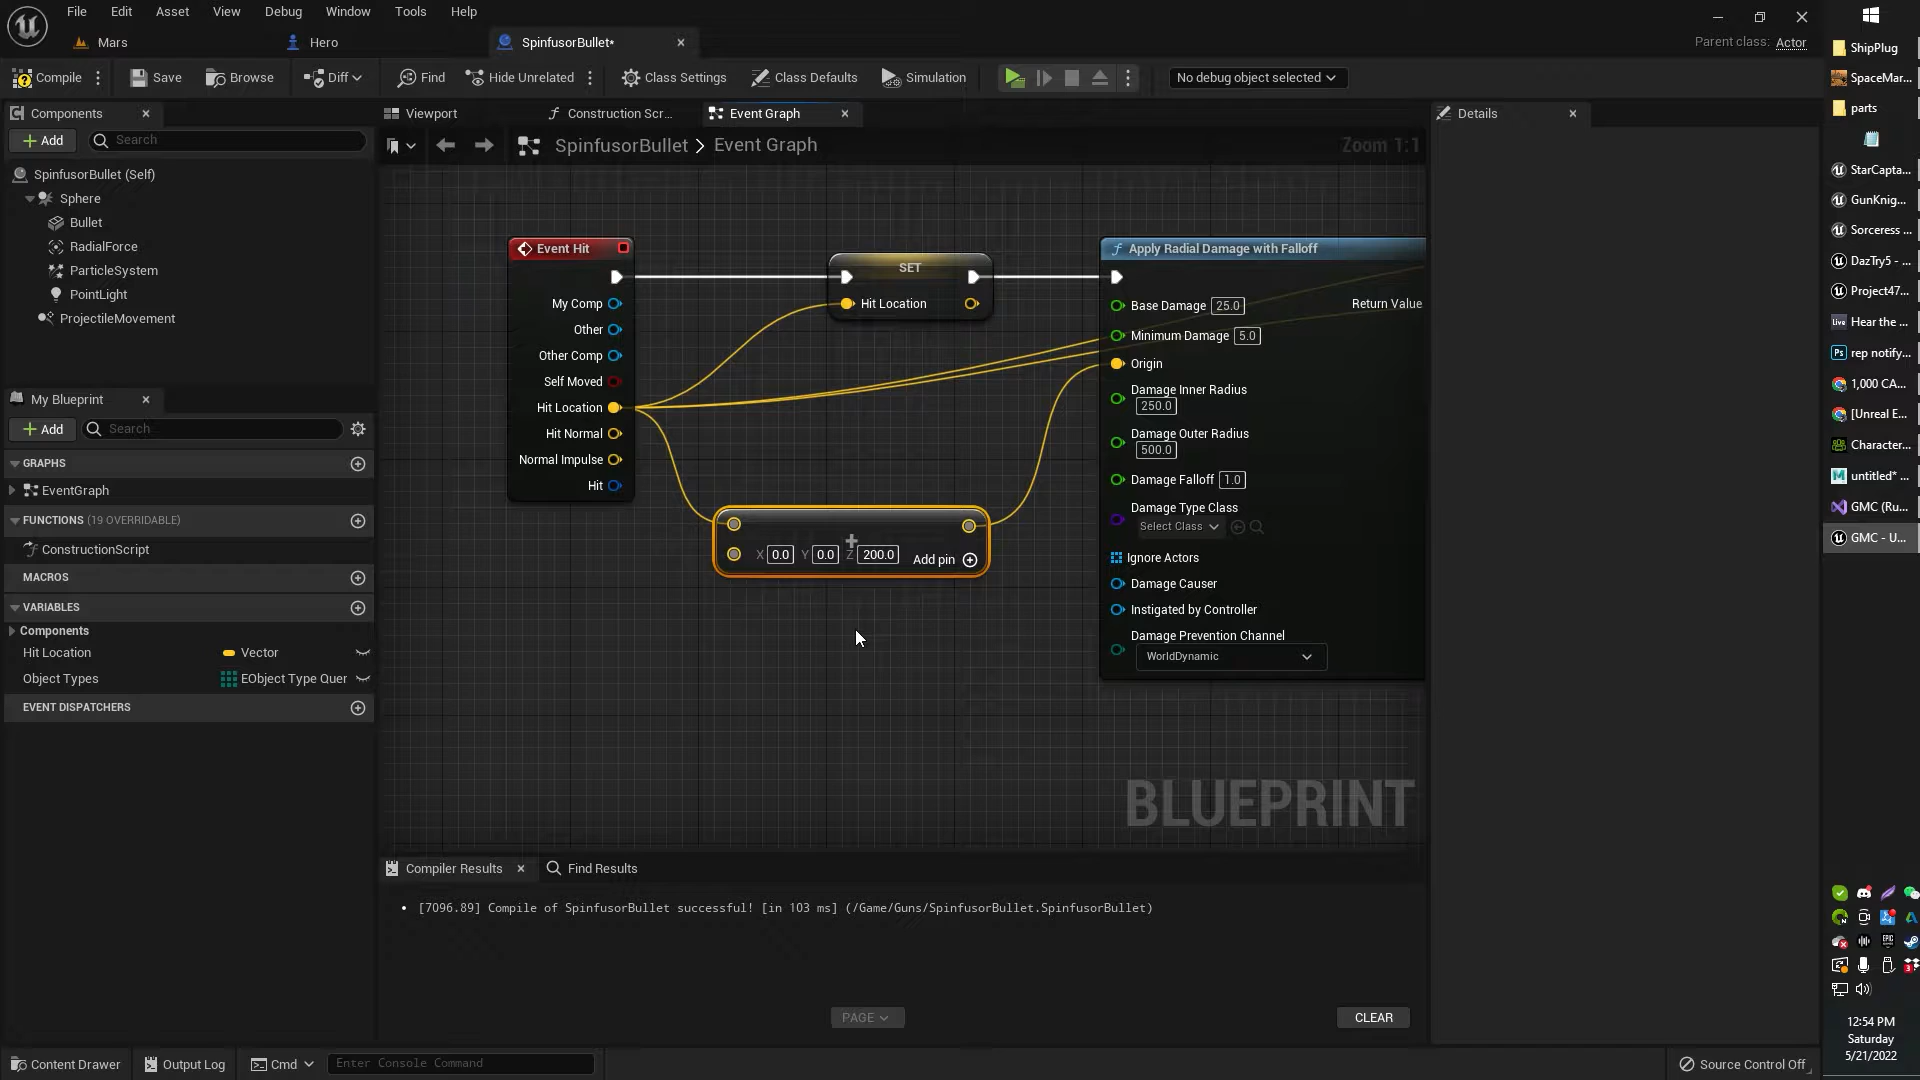 File Edit Asset View Debug Window Tools Help
Mars
Hero
SpinfusorBullet*
Parent class: Actor
Compile
Save
Browse
Diff
Find
Hide Unrelated
Class Settings
Class Defaults
Simulation
No debug object selected
Components
Add
Search
SpinfusorBullet (Self)
Sphere
Bullet
RadialForce
ParticleSystem
PointLight
ProjectileMovement
My Blueprint
Add
Search
GRAPHS
EventGraph
FUNCTIONS (19 OVERRIDABLE)
ConstructionScript
MACROS
VARIABLES
Components
Hit Location Vector
Object Types EObject Type Quer
EVENT DISPATCHERS
Viewport
Construction Scr...
Event Graph
SpinfusorBullet > Event Graph
Zoom 1:1
Event Hit
My Comp
Other
Other Comp
Self Moved
Hit Location
Hit Normal
Normal Impulse
Hit
SET
Hit Location
X 0.0 Y 0.0 Z 200.0
Add pin
Apply Radial Damage with Falloff
Base Damage 25.0
Return Value
Minimum Damage 5.0
Origin
Damage Inner Radius
250.0
Damage Outer Radius
500.0
Damage Falloff 1.0
Damage Type Class
Select Class
Ignore Actors
Damage Causer
Instigated by Controller
Damage Prevention Channel
WorldDynamic
BLUEPRINT
Compiler Results
Find Results
[7096.89] Compile of SpinfusorBullet successful! [in 103 ms] (/Game/Guns/SpinfusorBullet.SpinfusorBullet)
PAGE
CLEAR
Details
Content Drawer
Output Log
Cmd
Enter Console Command
Source Control Off
ShipPlug
SpaceMar...
parts
StarCapta...
GunKnig...
Sorceress ...
DazTry5 - ...
Project47...
Live Hear the ...
Ps rep notify...
1,000 CA...
[Unreal E...
Character...
untitled* ...
GMC (Ru...
GMC - U...
12:54 PM
Saturday
5/21/2022